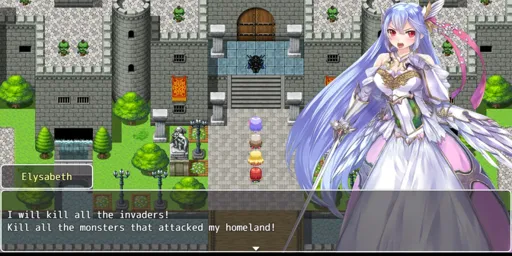 Elysabeth
I will kill all the invaders!
Kill all the monsters that attacked my homeland!